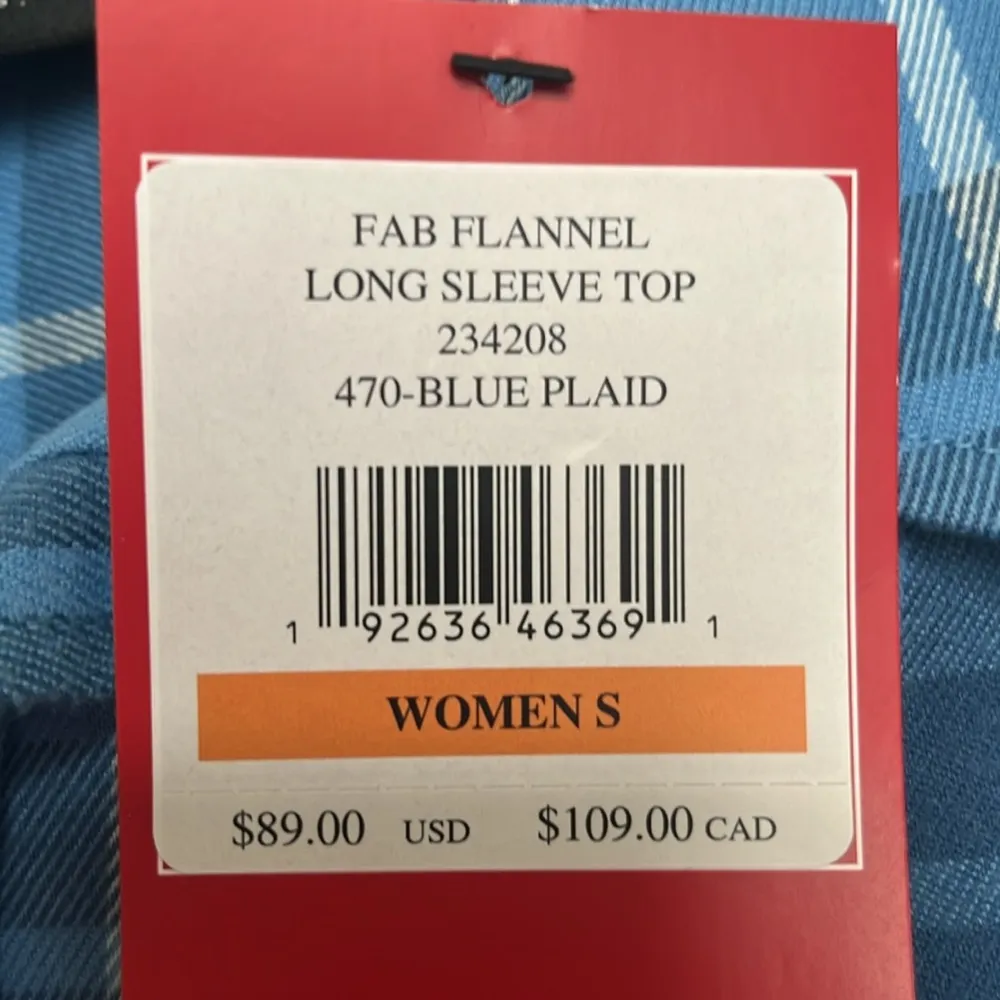 FAB FLANNEL
LONG SLEEVE TOP
234208
470-BLUE PLAID
1 92636 46369 1
WOMEN S
$89.00 USD $109.00 CAD